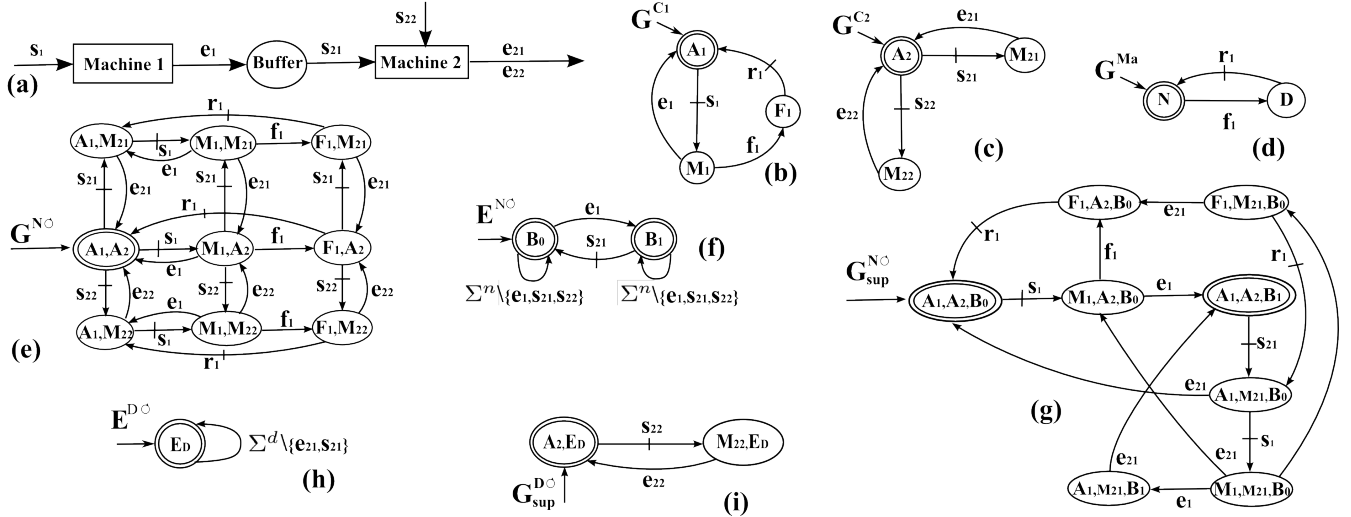 s1 e1 s21 s22 e21
e22
Machine 1 Buffer Machine 2
(a)
G^C1
A1
r1
e1 s1
F1
f1
M1
(b)
G^C2
e21
A2 M21
s21
s22
e22
M22
(c)
G^Ma
r1
N D
f1
(d)
r1
A1,M21 s1 M1,M21 f1 F1,M21
e1
s21 e21 s21 e21 s21 e21
r1
G^N♂
A1,A2 s1 M1,A2 f1 F1,A2
e1
s22 e22 s22 e22 s22 e22
e1
A1,M22 s1 M1,M22 f1 F1,M22
r1
(e)
E^N♂
e1
B0 B1
s21
Σ^n\{e1,s21,s22} Σ^n\{e1,s21,s22}
(f)
F1,A2,B0 e21 F1,M21,B0
r1 r1
f1
G^N♂ sup
A1,A2,B0 s1 M1,A2,B0 e1 A1,A2,B1
s21
e21 A1,M21,B0
s1
e21 e21
A1,M21,B1 e1 M1,M21,B0
(g)
E^D♂
ED
Σ^d\{e21,s21}
(h)
A2,ED s22 M22,ED
e22
G^D♂ sup
(i)